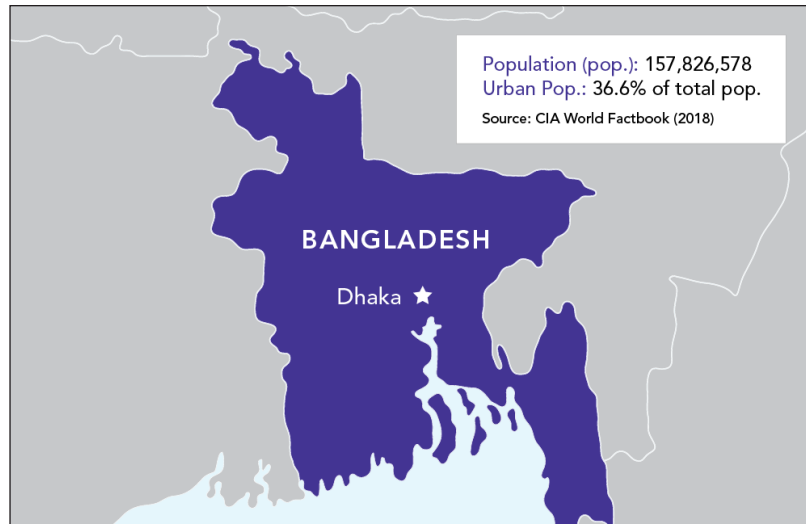 Population (pop.): 157,826,578
Urban Pop.: 36.6% of total pop.
Source: CIA World Factbook (2018)
BANGLADESH
Dhaka